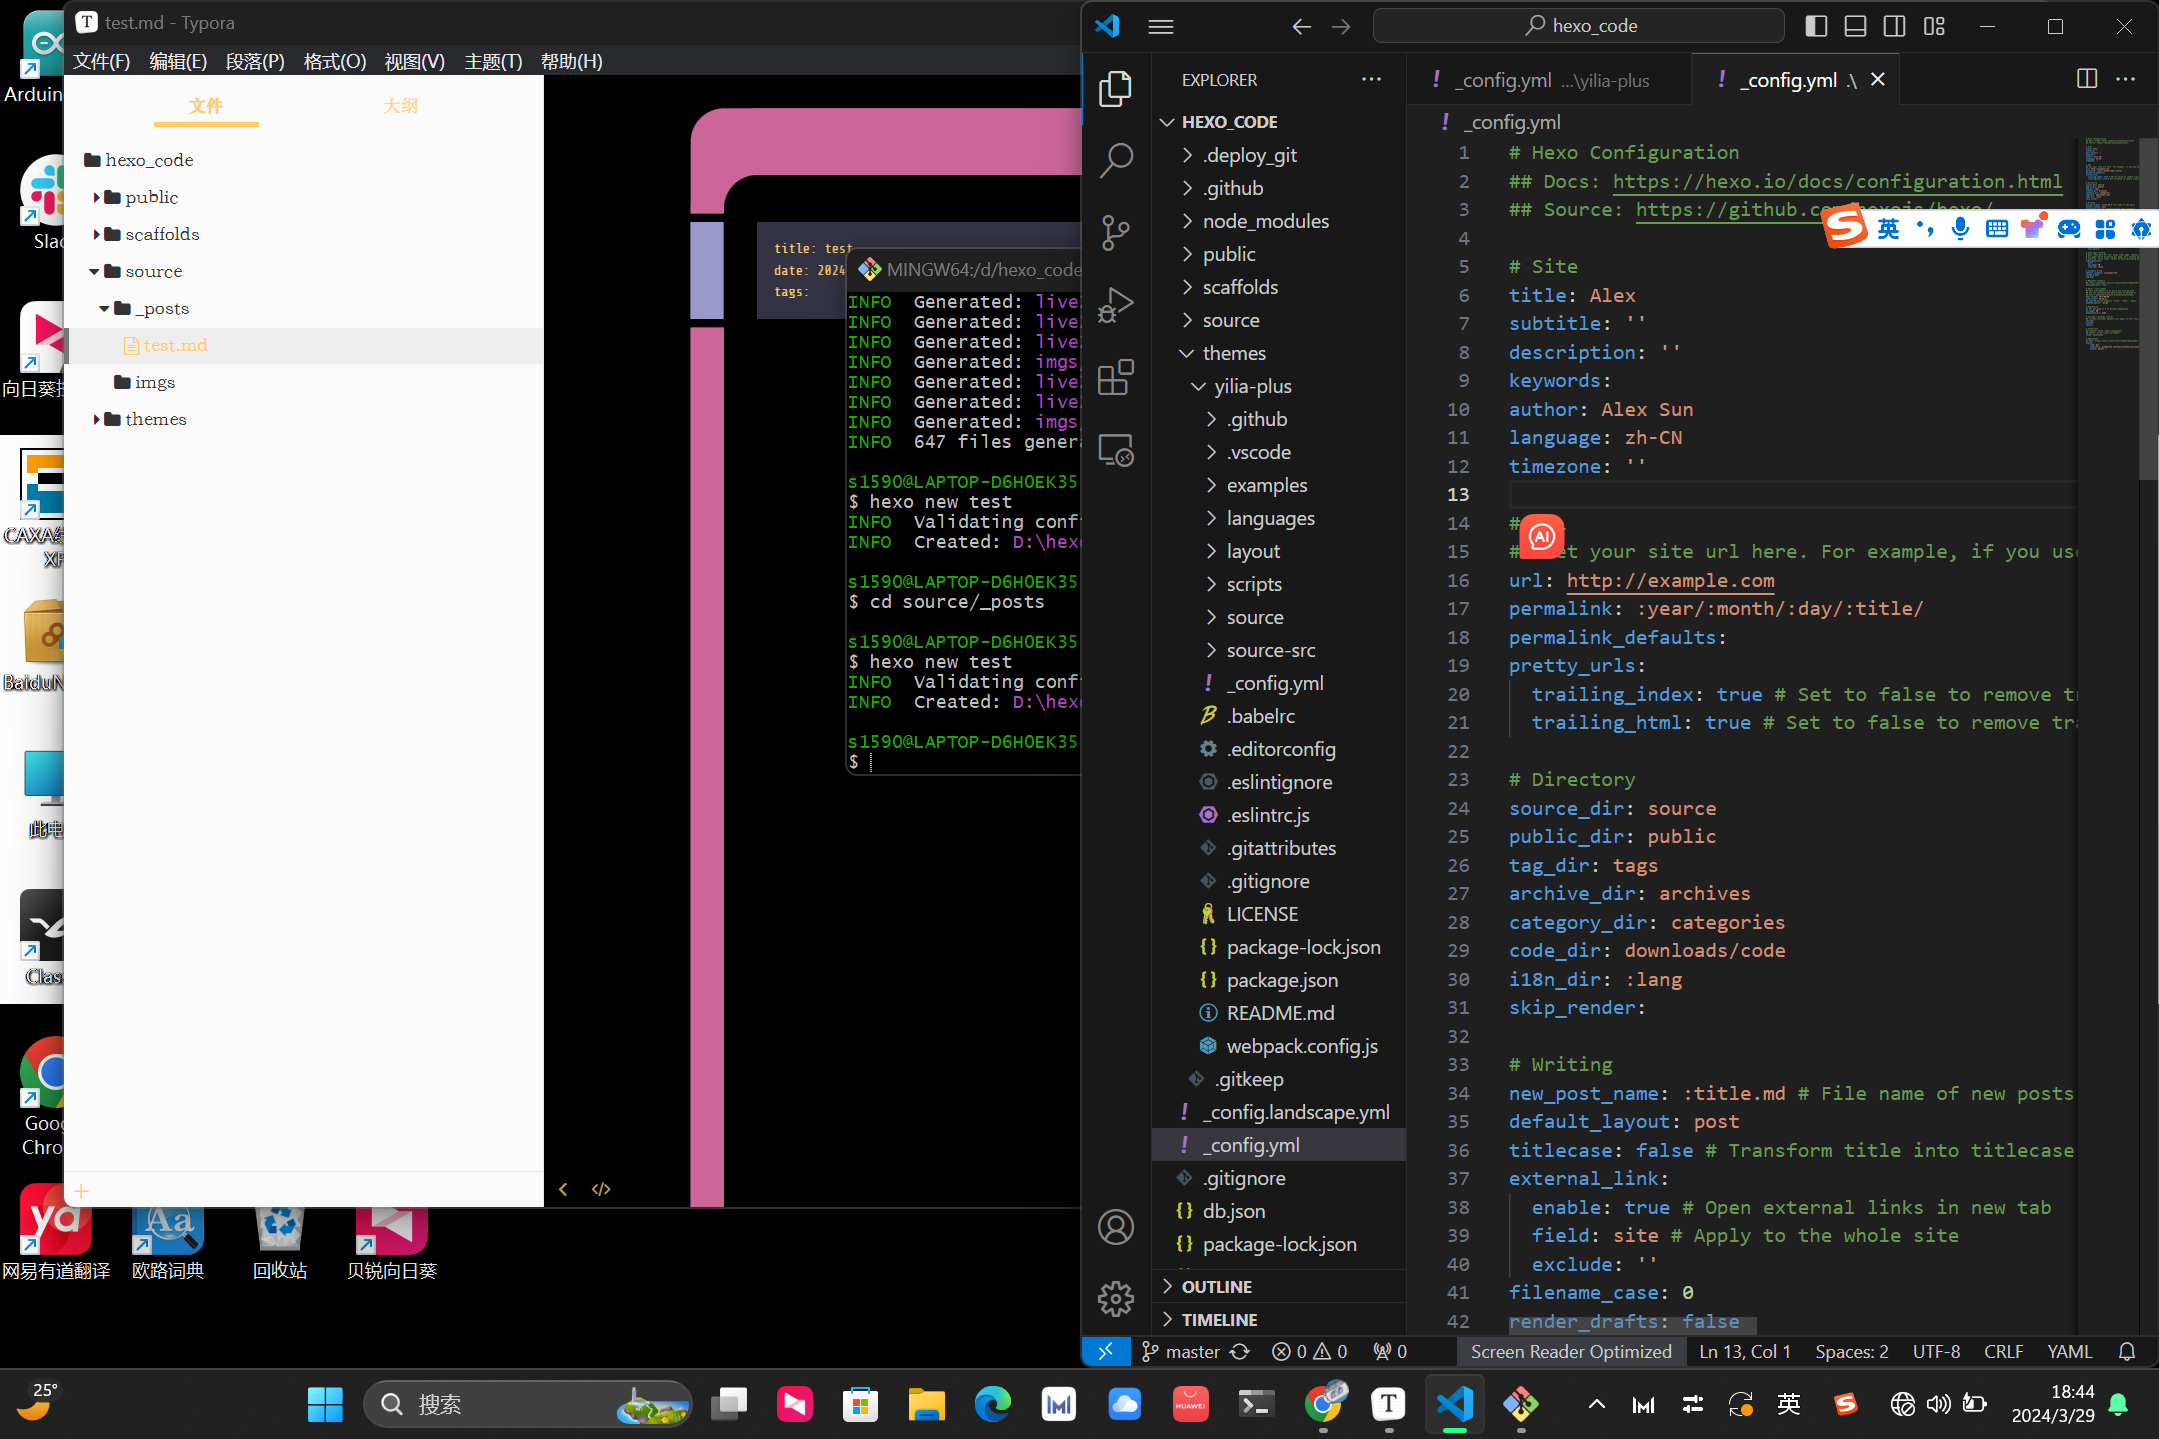 test.md - Typora
文件(F) 编辑(E) 段落(P) 格式(O) 视图(V) 主题(T) 帮助(H)
文件 大纲
hexo_code
public
scaffolds
source
_posts
test.md
imgs
themes
title: test
date: 2024
tags:
MINGW64:/d/hexo_code
INFO Generated: live
INFO Generated: live
INFO Generated: live
INFO Generated: imgs
INFO Generated: live
INFO Generated: live
INFO Generated: imgs
INFO 647 files genera
s1590@LAPTOP-D6H0EK35
$ hexo new test
INFO Validating conf
INFO Created: D:\hex
s1590@LAPTOP-D6H0EK35
$ cd source/_posts
s1590@LAPTOP-D6H0EK35
$ hexo new test
INFO Validating conf
INFO Created: D:\hex
s1590@LAPTOP-D6H0EK35
$
Arduin
Slac
向日葵
CAXA
XP
BaiduN
此电
Clas
Goog
Chro
网易有道翻译
欧路词典
回收站
贝锐向日葵
hexo_code
EXPLORER
HEXO_CODE
.deploy_git
.github
node_modules
public
scaffolds
source
themes
yilia-plus
.github
.vscode
examples
languages
layout
scripts
source
source-src
_config.yml
.babelrc
.editorconfig
.eslintignore
.eslintrc.js
.gitattributes
.gitignore
LICENSE
package-lock.json
package.json
README.md
webpack.config.js
.gitkeep
_config.landscape.yml
_config.yml
.gitignore
db.json
package-lock.json
OUTLINE
TIMELINE
_config.yml ...\yilia-plus
_config.yml .\
_config.yml
1 # Hexo Configuration
2 ## Docs: https://hexo.io/docs/configuration.html
3 ## Source: https://github.com/hexojs/hexo/
4
5 # Site
6 title: Alex
7 subtitle: ''
8 description: ''
9 keywords:
10 author: Alex Sun
11 language: zh-CN
12 timezone: ''
13
14 #
15 # your site url here. For example, if you use
16 url: http://example.com
17 permalink: :year/:month/:day/:title/
18 permalink_defaults:
19 pretty_urls:
20 trailing_index: true # Set to false to remove tr
21 trailing_html: true # Set to false to remove tra
22
23 # Directory
24 source_dir: source
25 public_dir: public
26 tag_dir: tags
27 archive_dir: archives
28 category_dir: categories
29 code_dir: downloads/code
30 i18n_dir: :lang
31 skip_render:
32
33 # Writing
34 new_post_name: :title.md # File name of new posts
35 default_layout: post
36 titlecase: false # Transform title into titlecase
37 external_link:
38 enable: true # Open external links in new tab
39 field: site # Apply to the whole site
40 exclude: ''
41 filename_case: 0
42 render_drafts: false
英
AI
master 0 0 0 Screen Reader Optimized Ln 13, Col 1 Spaces: 2 UTF-8 CRLF YAML
25°
搜索
HUAWEI
英
18:44
2024/3/29